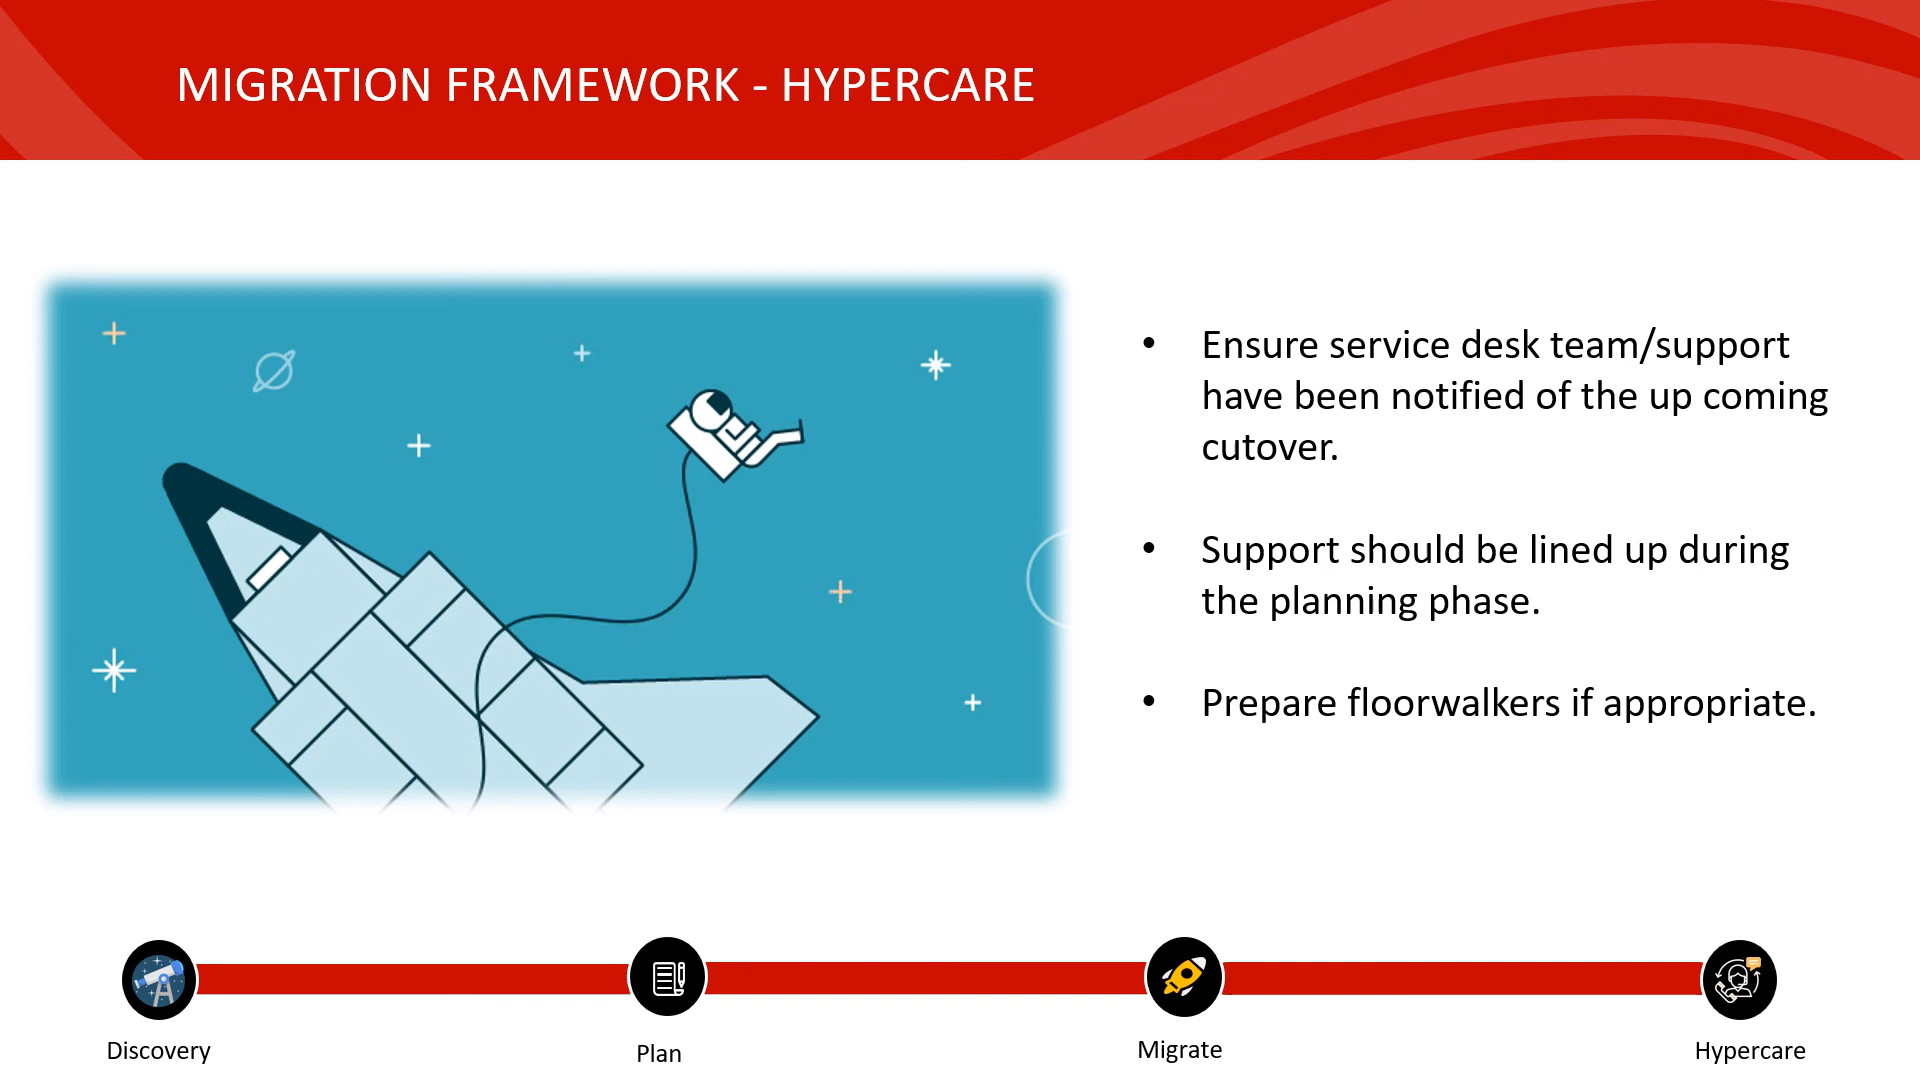 MIGRATION FRAMEWORK - HYPERCARE
• Ensure service desk team/support
have been notified of the up coming
cutover.
• Support should be lined up during
the planning phase.
• Prepare floorwalkers if appropriate.
Discovery
Plan
Migrate
Hypercare